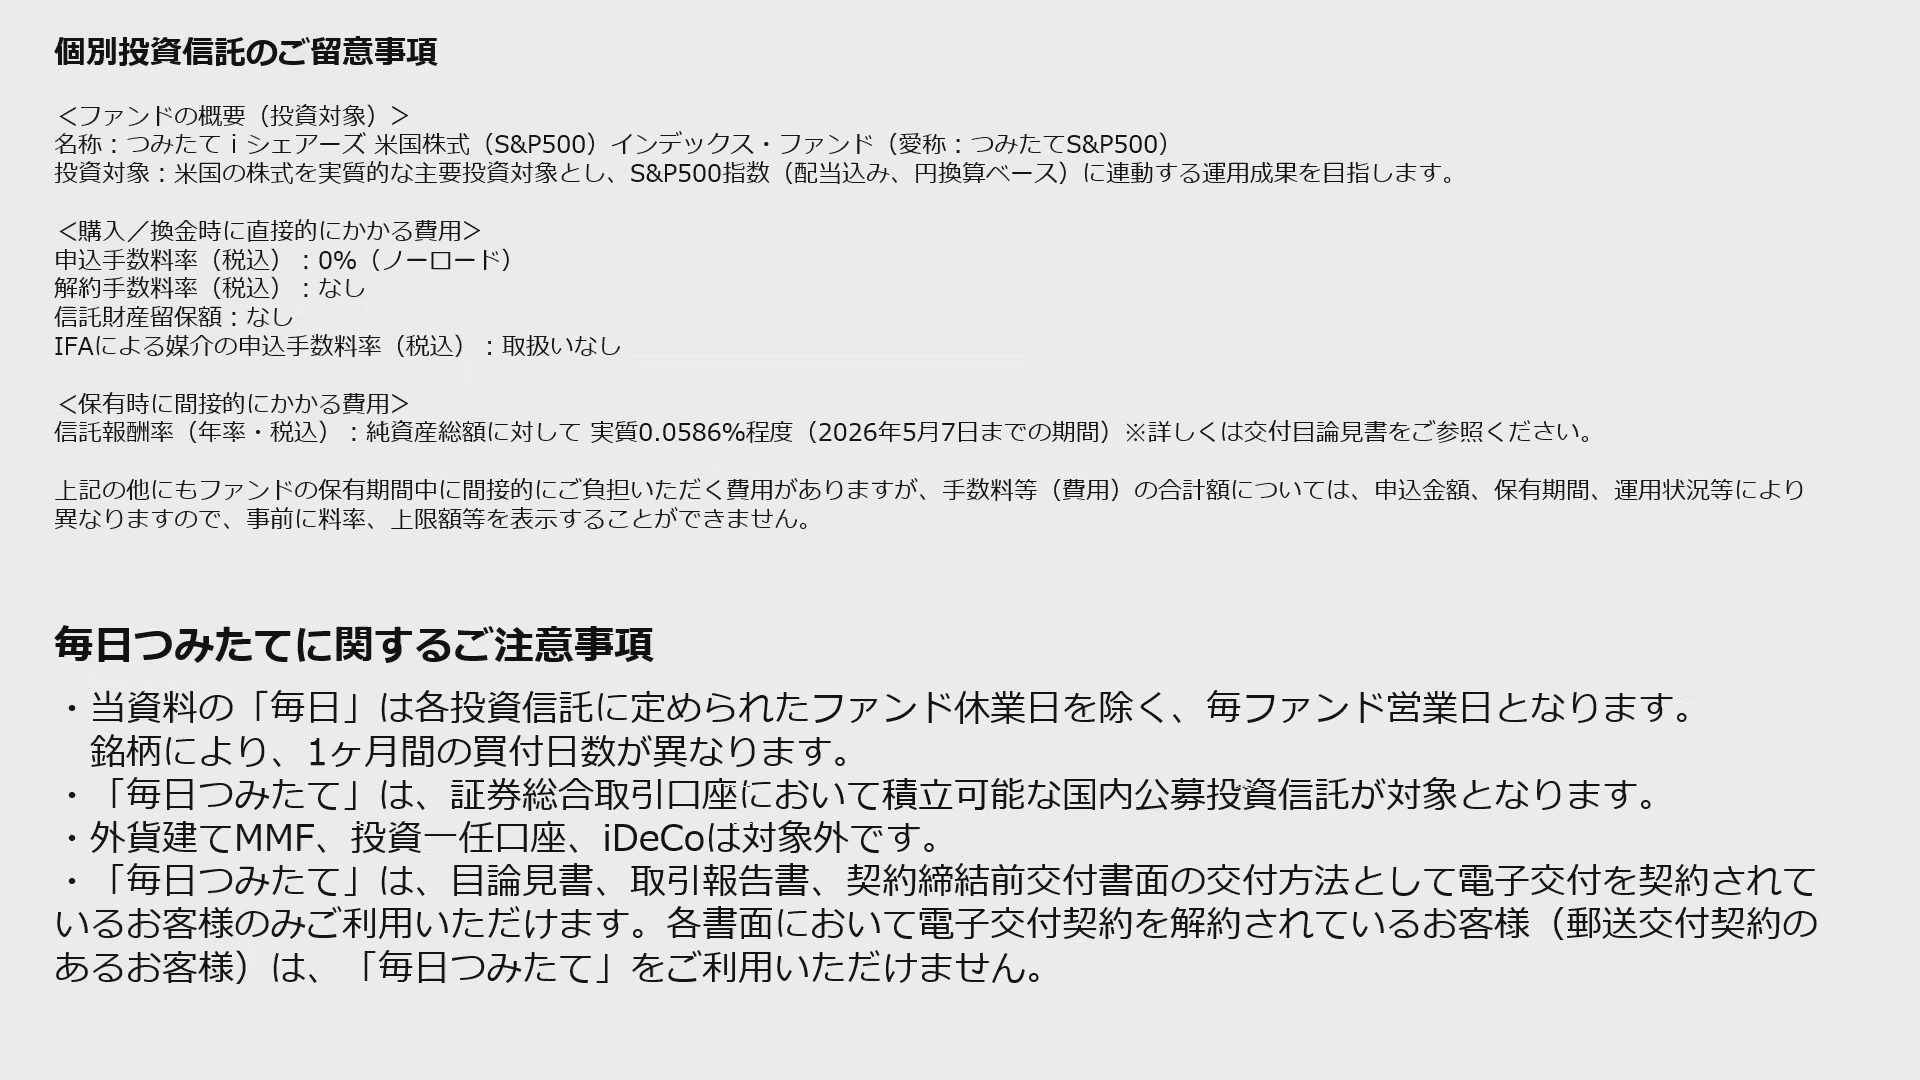 個別投資信託のご留意事項
＜ファンドの概要（投資対象）＞
名称：つみたてｉシェアーズ 米国株式（S&P500）インデックス・ファンド（愛称：つみたてS&P500）
投資対象：米国の株式を実質的な主要投資対象とし、S&P500指数（配当込み、円換算ベース）に連動する運用成果を目指します。
＜購入／換金時に直接的にかかる費用＞
申込手数料率（税込）：0%（ノーロード）
解約手数料率（税込）：なし
信託財産留保額：なし
IFAによる媒介の申込手数料率（税込）：取扱いなし
＜保有時に間接的にかかる費用＞
信託報酬率（年率・税込）：純資産総額に対して 実質0.0586%程度（2026年5月7日までの期間）※詳しくは交付目論見書をご参照ください。
上記の他にもファンドの保有期間中に間接的にご負担いただく費用がありますが、手数料等（費用）の合計額については、申込金額、保有期間、運用状況等により
異なりますので、事前に料率、上限額等を表示することができません。
毎日つみたてに関するご注意事項
・当資料の「毎日」は各投資信託に定められたファンド休業日を除く、毎ファンド営業日となります。
銘柄により、1ヶ月間の買付日数が異なります。
・「毎日つみたて」は、証券総合取引口座において積立可能な国内公募投資信託が対象となります。
・外貨建てMMF、投資一任口座、iDeCoは対象外です。
・「毎日つみたて」は、目論見書、取引報告書、契約締結前交付書面の交付方法として電子交付を契約されて
いるお客様のみご利用いただけます。各書面において電子交付契約を解約されているお客様（郵送交付契約の
あるお客様）は、「毎日つみたて」をご利用いただけません。